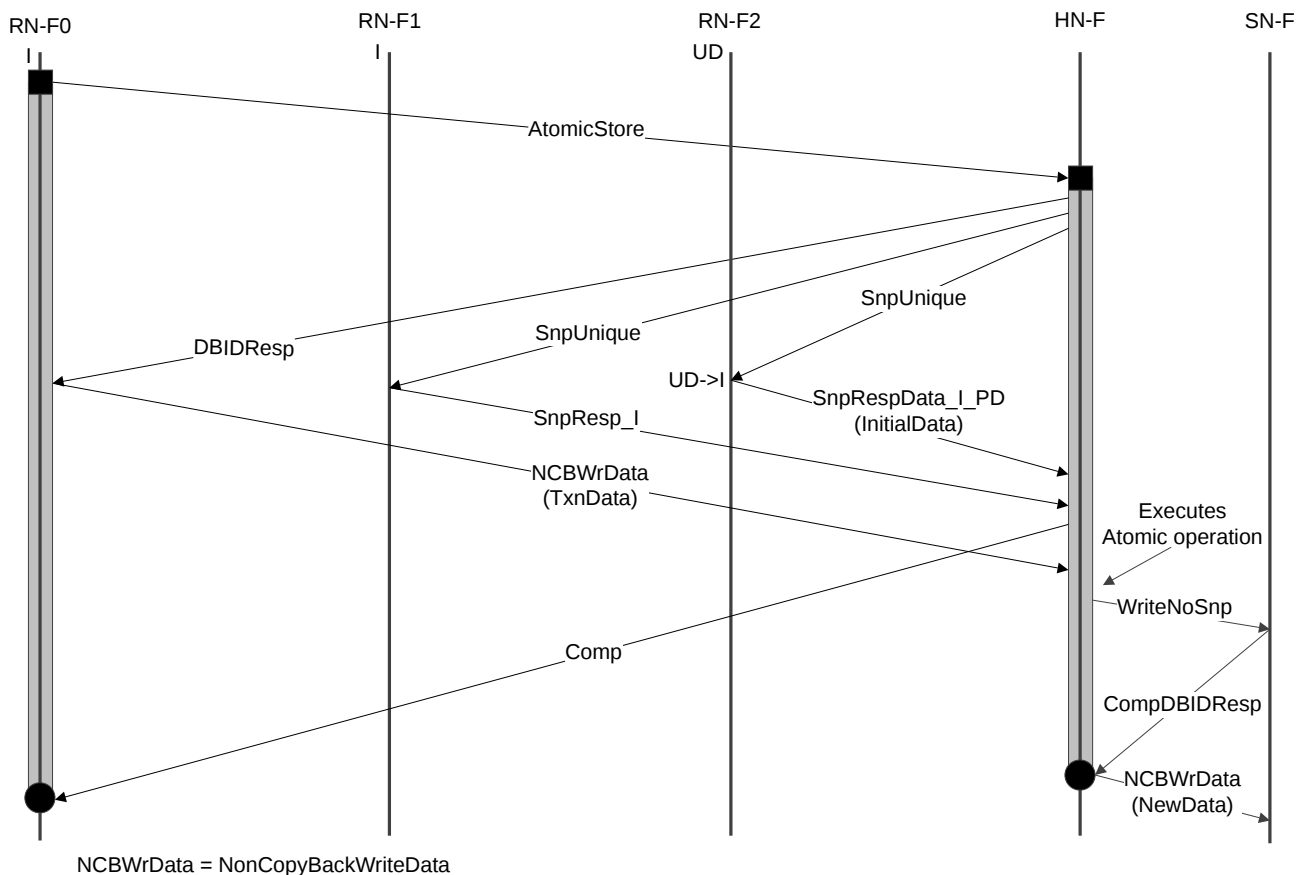 RN-F0
RN-F1
RN-F2
HN-F
SN-F
I
I
UD
AtomicStore
SnpUnique
SnpUnique
DBIDResp
UD->I
SnpRespData_I_PD
(InitialData)
SnpResp_I
NCBWrData
(TxnData)
Executes
Atomic operation
WriteNoSnp
Comp
CompDBIDResp
NCBWrData
(NewData)
NCBWrData = NonCopyBackWriteData